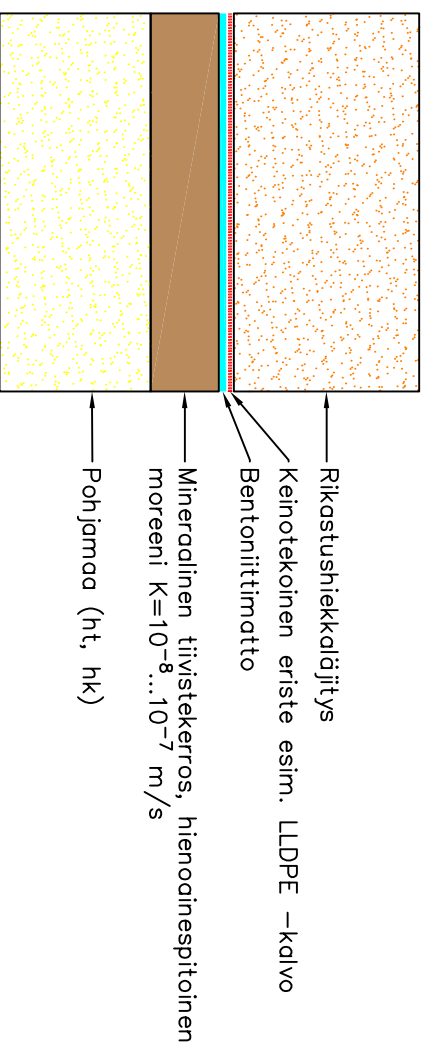 Rikastushiekkaläjitys
Keinotekoinen eriste esim. LLDPE -kalvo
Bentoniittimatto
Mineraalinen tiivistekerros, hienoainespitoinen
moreeni K=10⁻⁸...10⁻⁷ m/s
Pohjamaa (ht, hk)